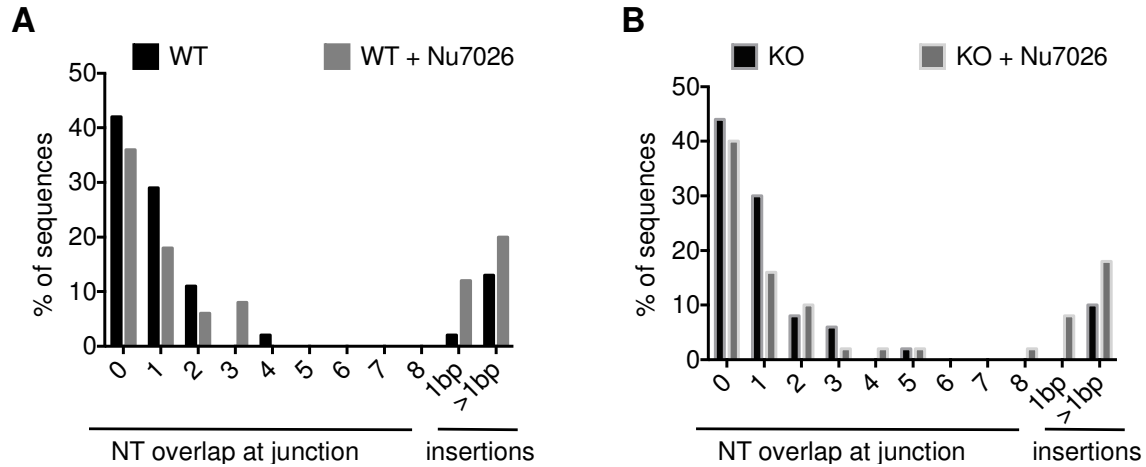 A
WT
WT + Nu7026
% of sequences
50
40
30
20
10
0
0 1 2 3 4 5 6 7 8 1bp >1bp
NT overlap at junction
insertions
B
KO
KO + Nu7026
% of sequences
50
40
30
20
10
0
0 1 2 3 4 5 6 7 8 1bp >1bp
NT overlap at junction
insertions